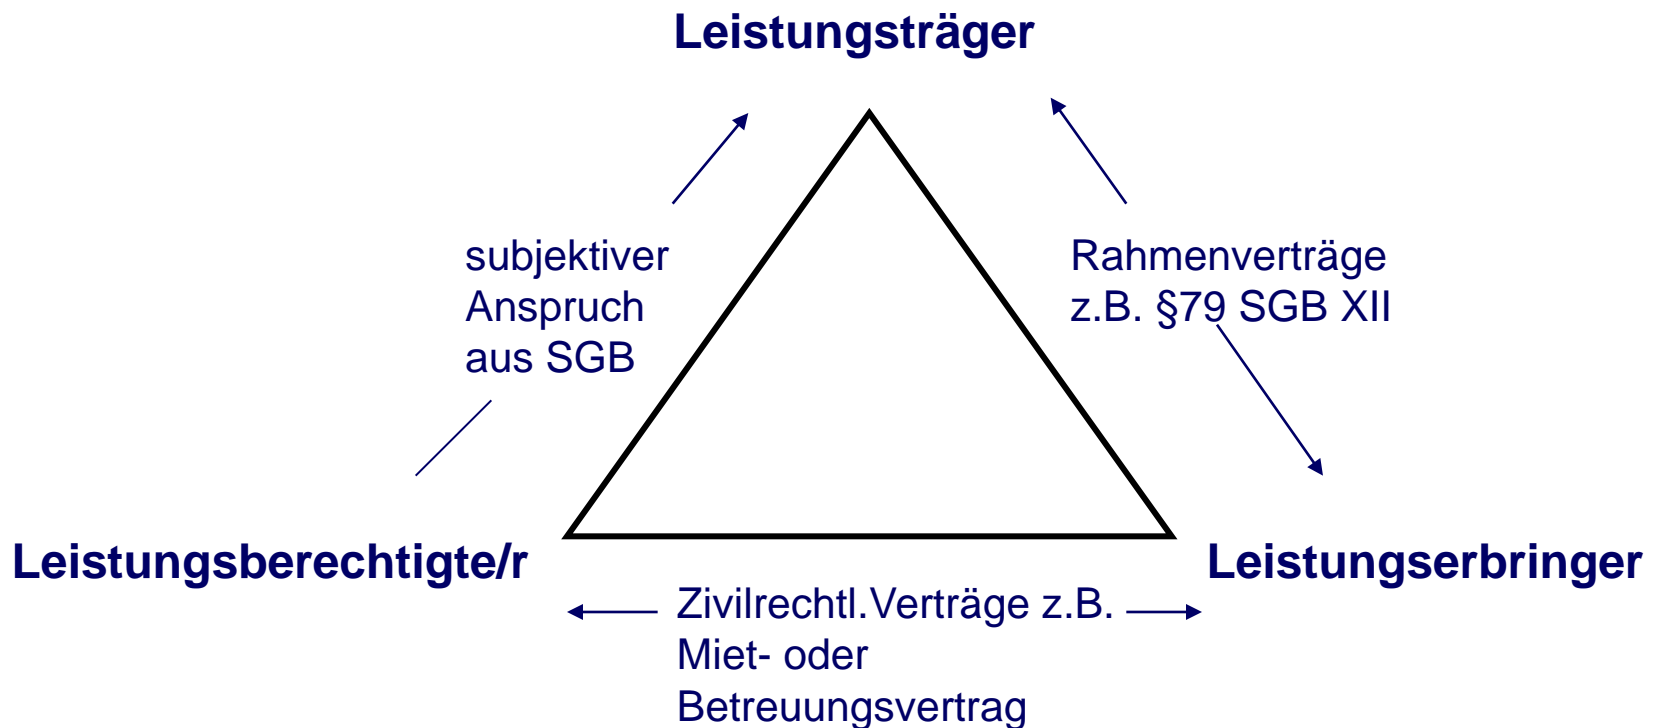 Leistungsträger
subjektiver
Anspruch
aus SGB
Rahmenverträge
z.B. §79 SGB XII
Leistungsberechtigte/r
Leistungserbringer
Zivilrechtl.Verträge z.B.
Miet- oder
Betreuungsvertrag